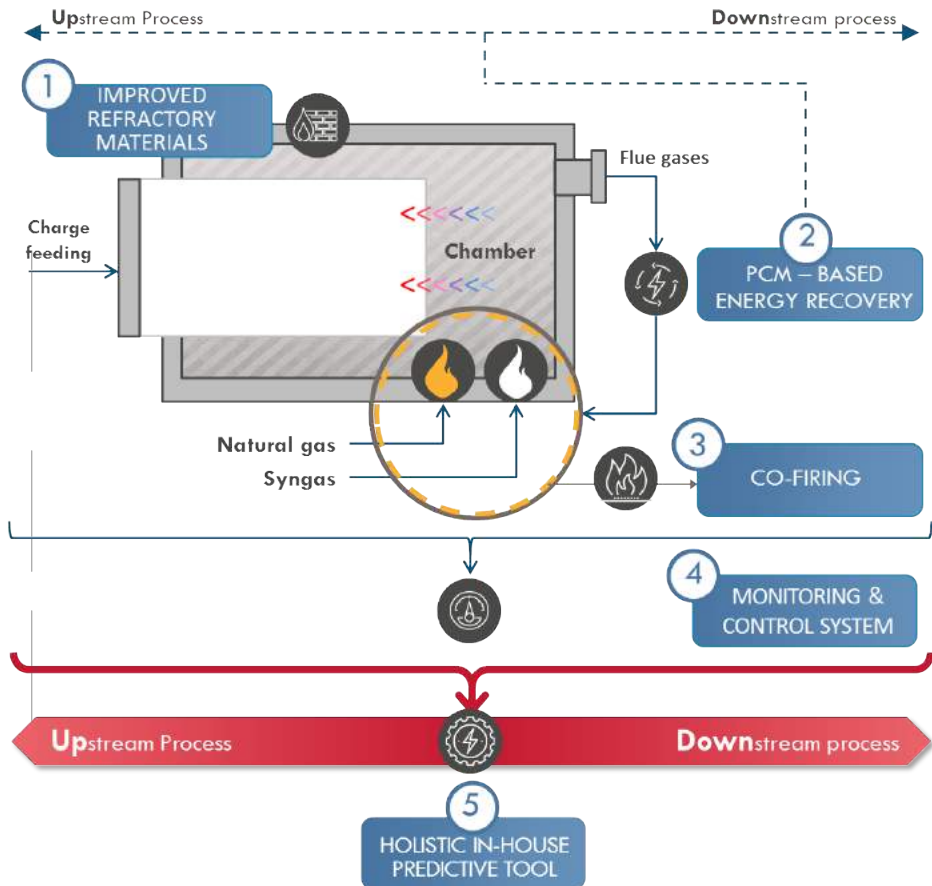 Upstream Process
Downstream process
1
IMPROVED
REFRACTORY
MATERIALS
Flue gases
Charge
feeding
Chamber
2
PCM – BASED
ENERGY RECOVERY
Natural gas
Syngas
3
CO-FIRING
4
MONITORING &
CONTROL SYSTEM
Upstream Process
Downstream process
5
HOLISTIC IN-HOUSE
PREDICTIVE TOOL